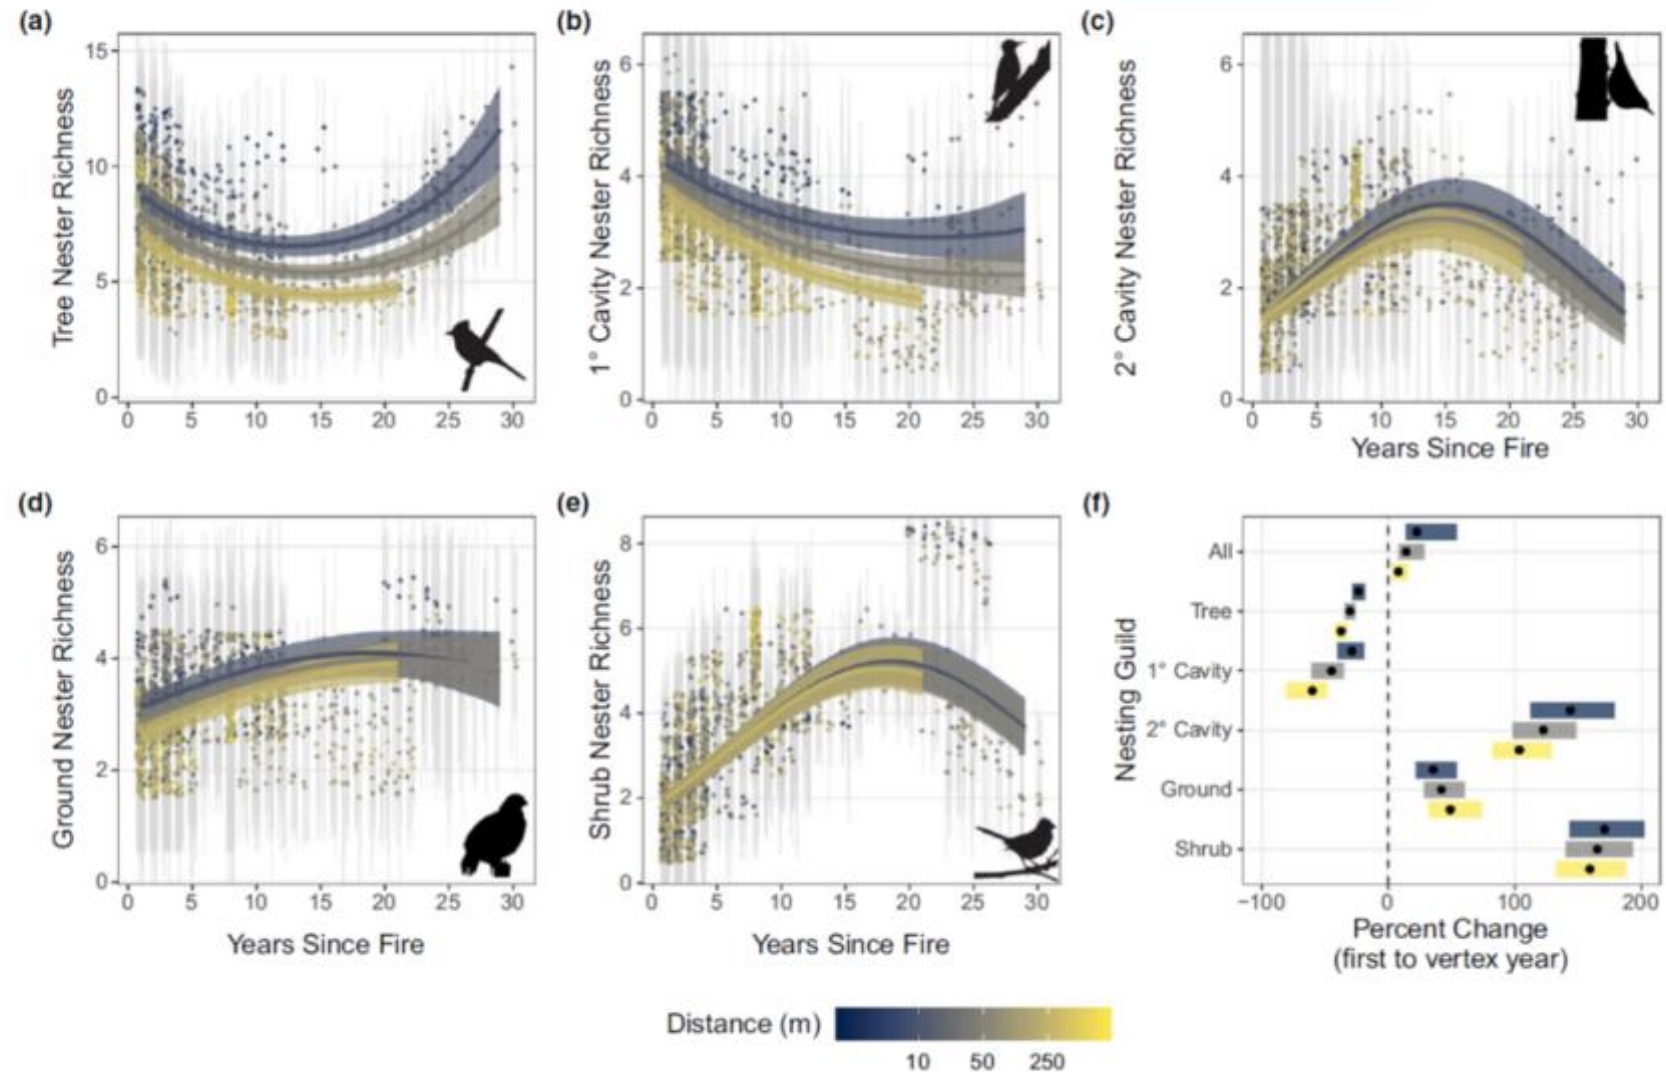 (a)
Tree Nester Richness
15
10
5
0
0 5 10 15 20 25 30
(b)
1° Cavity Nester Richness
6
4
2
0
0 5 10 15 20 25 30
(c)
2° Cavity Nester Richness
6
4
2
0
0 5 10 15 20 25 30
Years Since Fire
(d)
Ground Nester Richness
6
4
2
0
0 5 10 15 20 25 30
Years Since Fire
(e)
Shrub Nester Richness
8
6
4
2
0
0 5 10 15 20 25 30
Years Since Fire
(f)
Nesting Guild
All
Tree
1° Cavity
2° Cavity
Ground
Shrub
−100 0 100 200
Percent Change
(first to vertex year)
Distance (m)
10 50 250